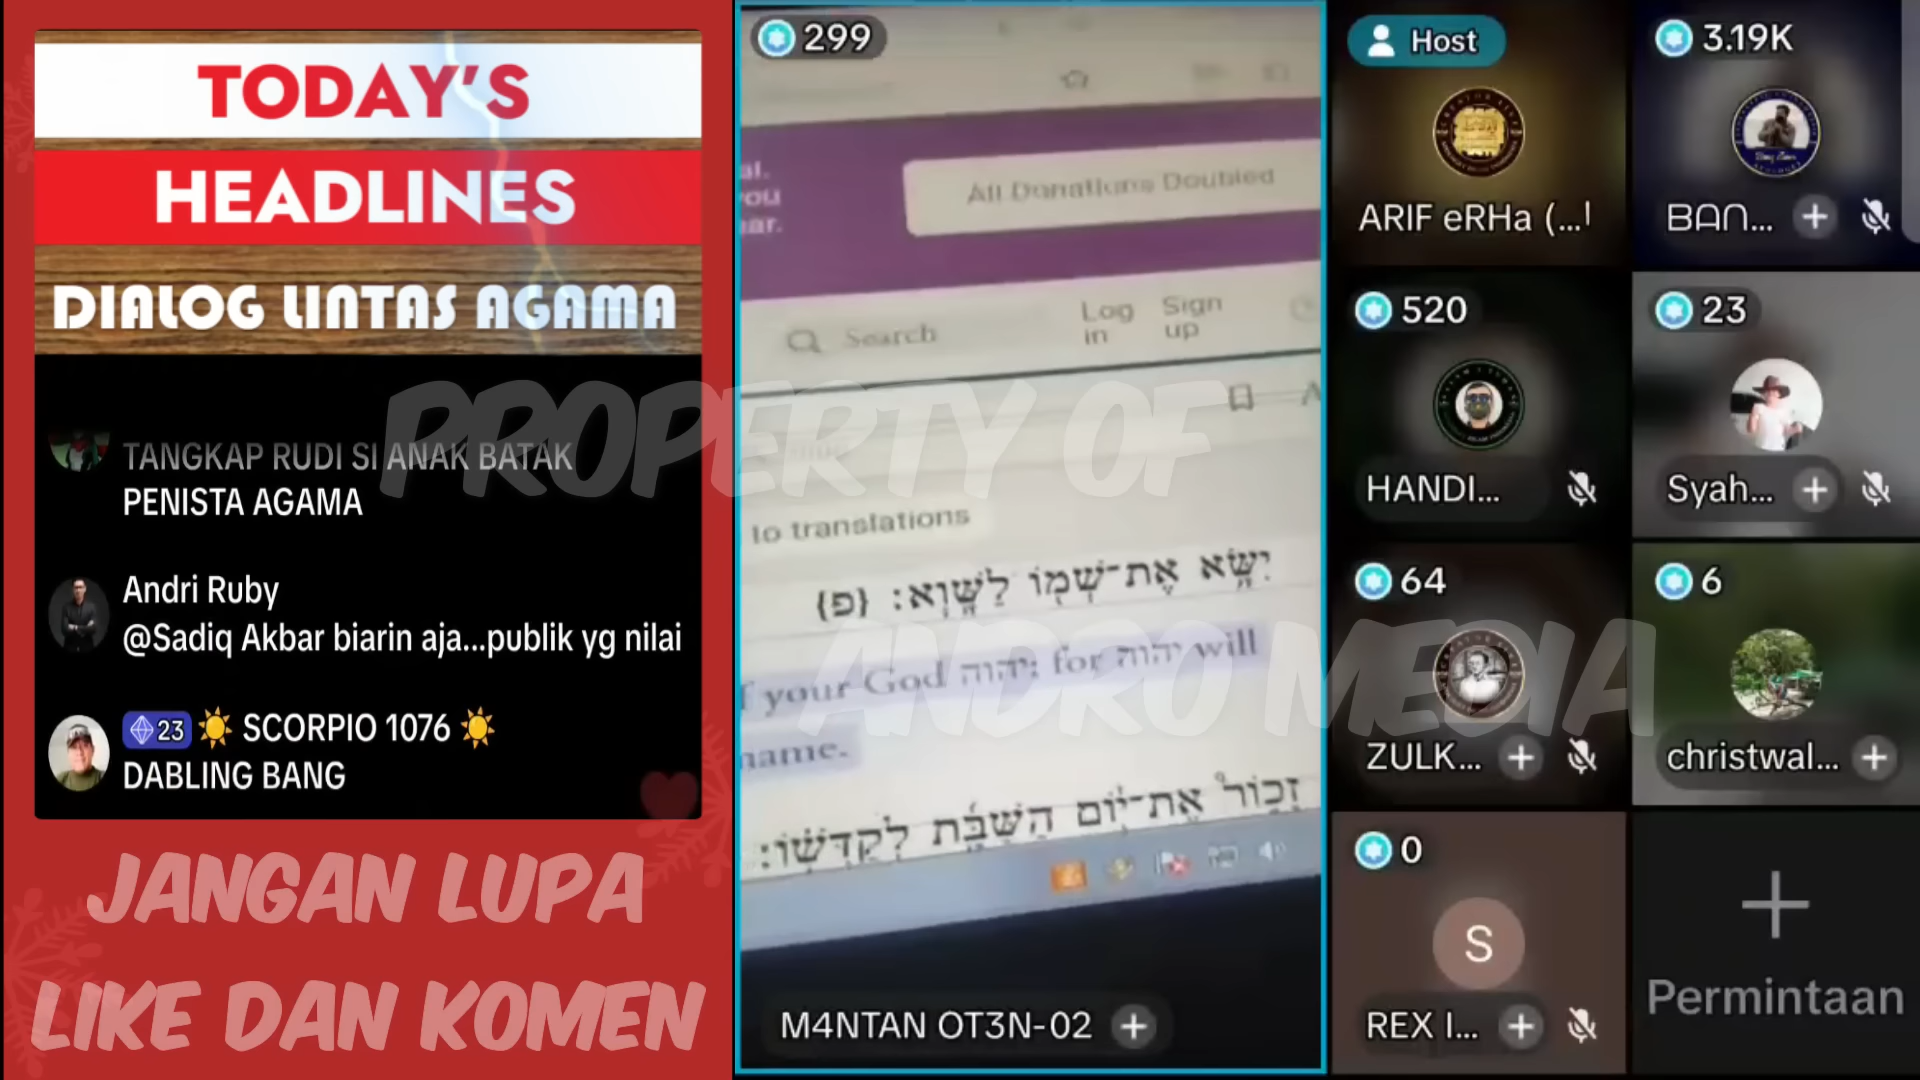 TODAY'S
HEADLINES
DIALOG LINTAS AGAMA
TANGKAP RUDI SI ANAK BATAK
PENISTA AGAMA
Andri Ruby
@Sadiq Akbar biarin aja...publik yg nilai
23 SCORPIO 1076
DABLING BANG
JANGAN LUPA
LIKE DAN KOMEN
PROPERTY OF
ANDRO MEDIA
299
al.
you
ear.
All Donations Doubled
Search
Log in
Sign up
to translations
יִשָּׂ֥א אֶת־שְׁמ֖וֹ לַשָּֽׁוְא׃ {פ}
f your God יהוה; for יהוה will
name.
זָכ֛וֹר֩ אֶת־י֥וֹם הַשַּׁבָּ֖ת לְקַדְּשֽׁוֹ׃
M4NTAN OT3N-02
Host
ARIF eRHa (...!
3.19K
BAN...
520
HANDI...
23
Syah...
64
ZULK...
6
christwal...
0
S
REX I...
Permintaan